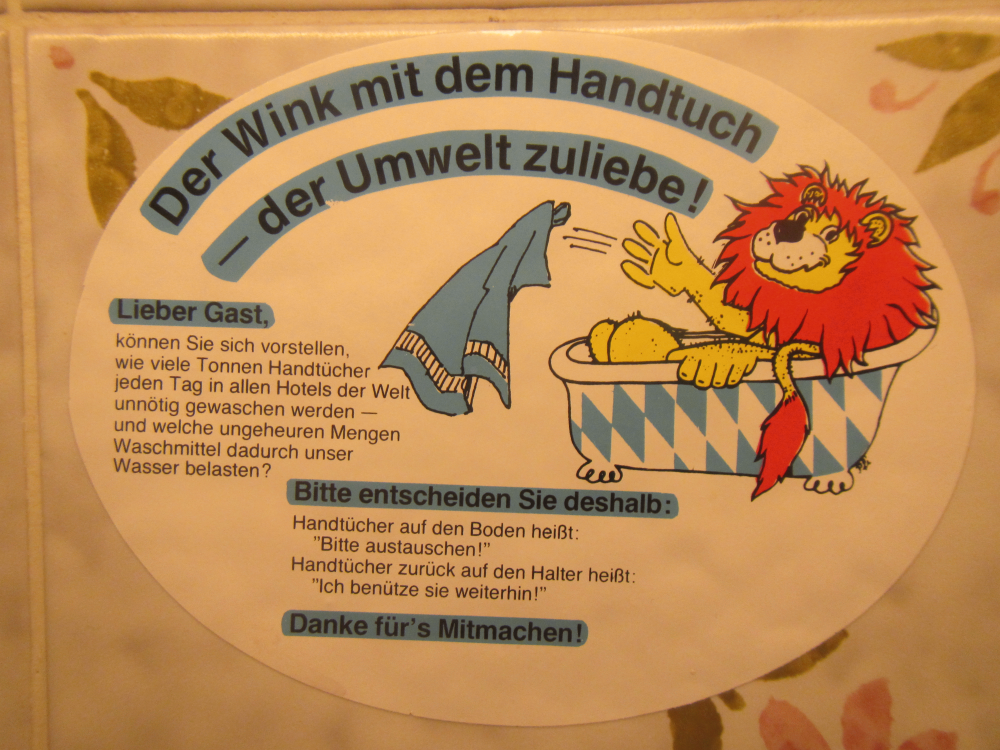 Der Wink mit dem Handtuch
– der Umwelt zuliebe!
Lieber Gast,
können Sie sich vorstellen,
wie viele Tonnen Handtücher
jeden Tag in allen Hotels der Welt
unnötig gewaschen werden —
und welche ungeheuren Mengen
Waschmittel dadurch unser
Wasser belasten?
Bitte entscheiden Sie deshalb:
Handtücher auf den Boden heißt:
"Bitte austauschen!"
Handtücher zurück auf den Halter heißt:
"Ich benütze sie weiterhin!"
Danke für's Mitmachen!